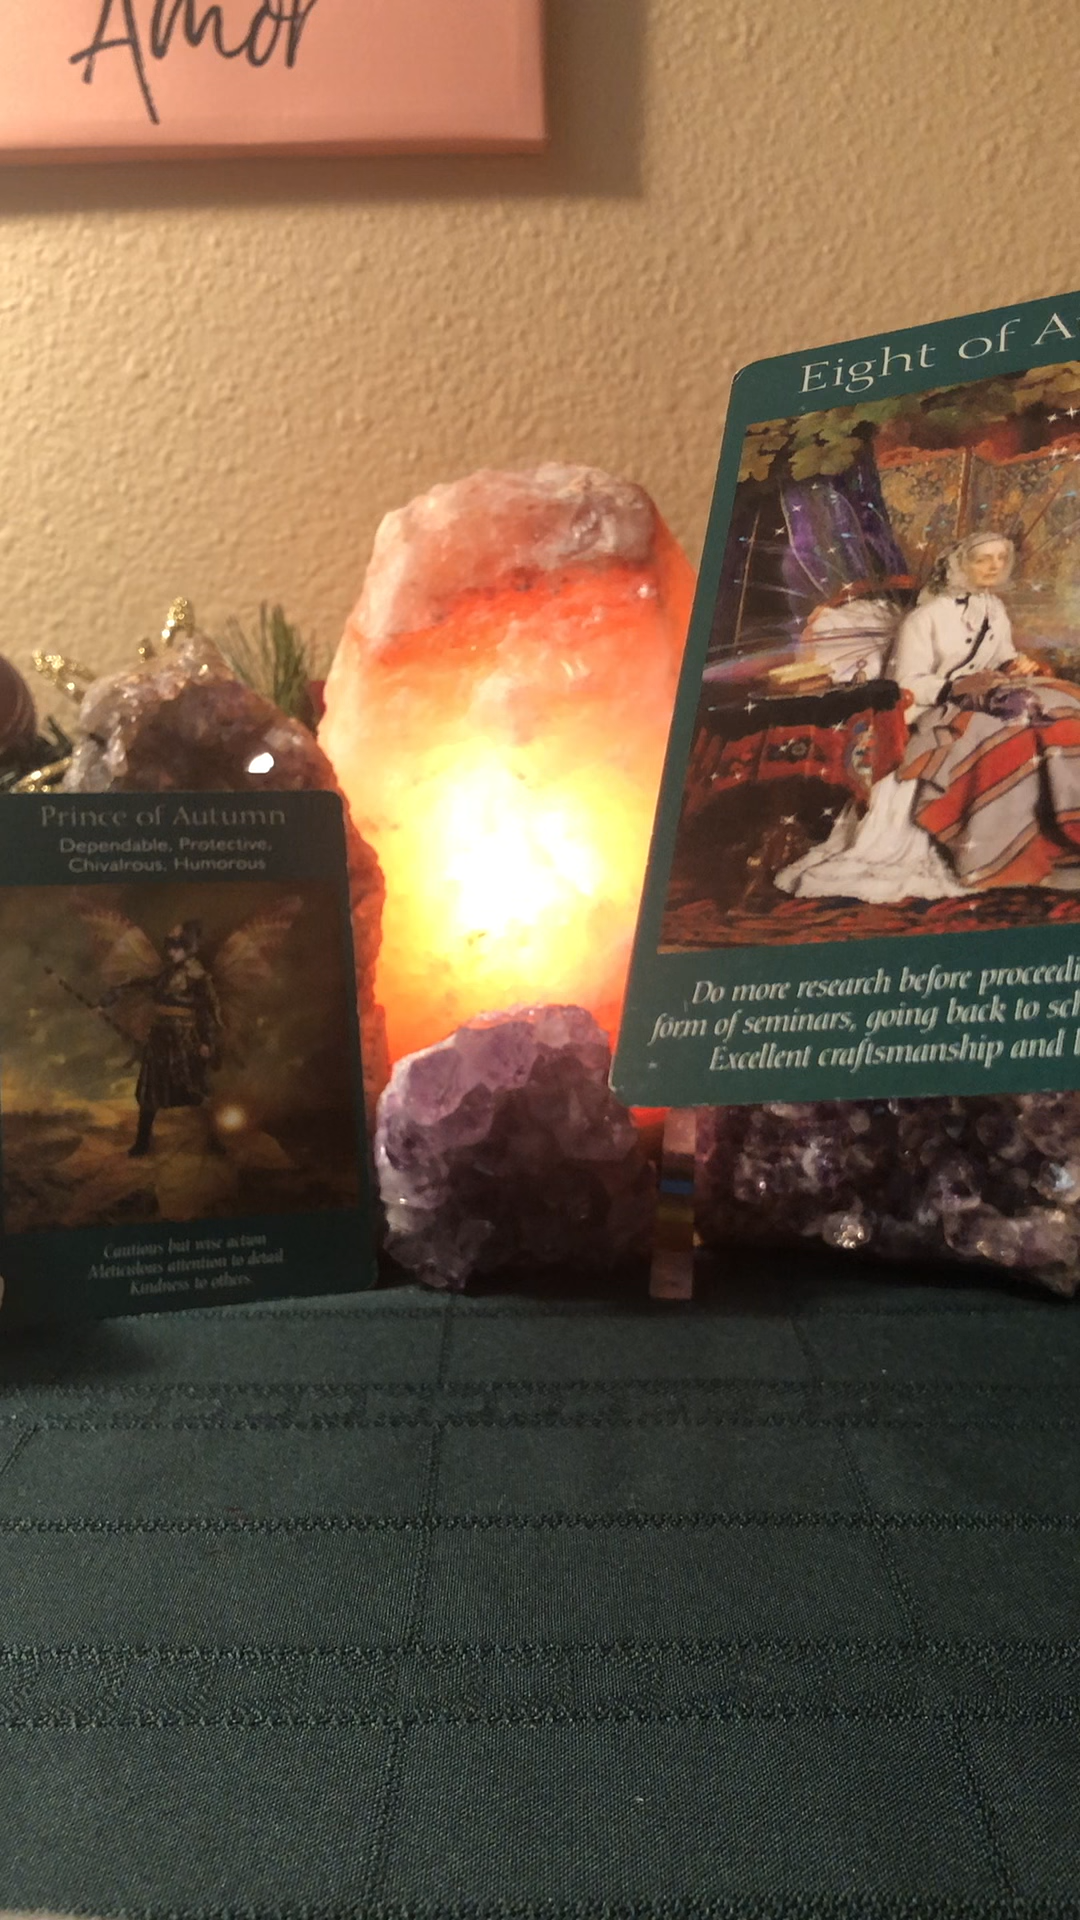 Amor
Eight of A
Do more research before proceedi
form of seminars, going back to sch
Excellent craftsmanship and
Prince of Autumn
Dependable, Protective,
Chivalrous, Humorous
Cautious but wise action
Meticulous attention to detail.
Kindness to others.